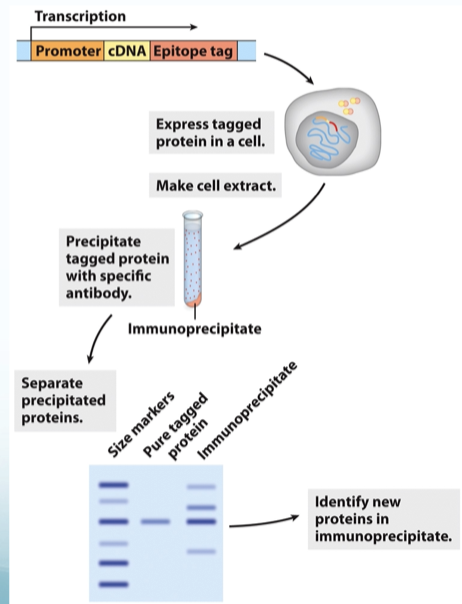 Transcription
Promoter cDNA Epitope tag
Express tagged
protein in a cell.
Make cell extract.
Precipitate
tagged protein
with specific
antibody.
Immunoprecipitate
Separate
precipitated
proteins.
Size markers
Pure tagged
protein
Immunoprecipitate
Identify new
proteins in
immunoprecipitate.